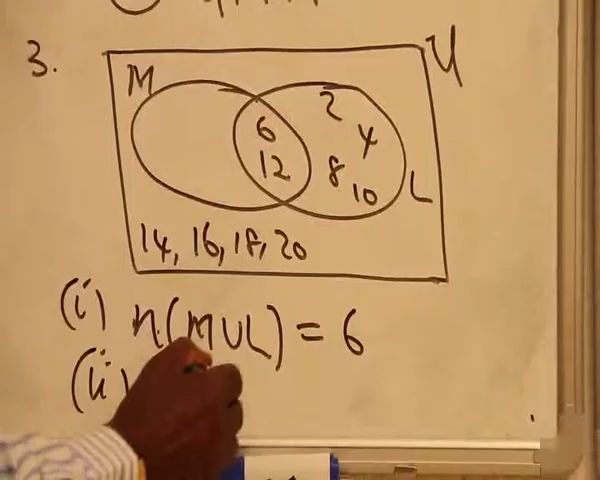 3.
U
M
6
12
2
4
8
10
L
14, 16, 18, 20
(i) n(M∪L) = 6
(ii)